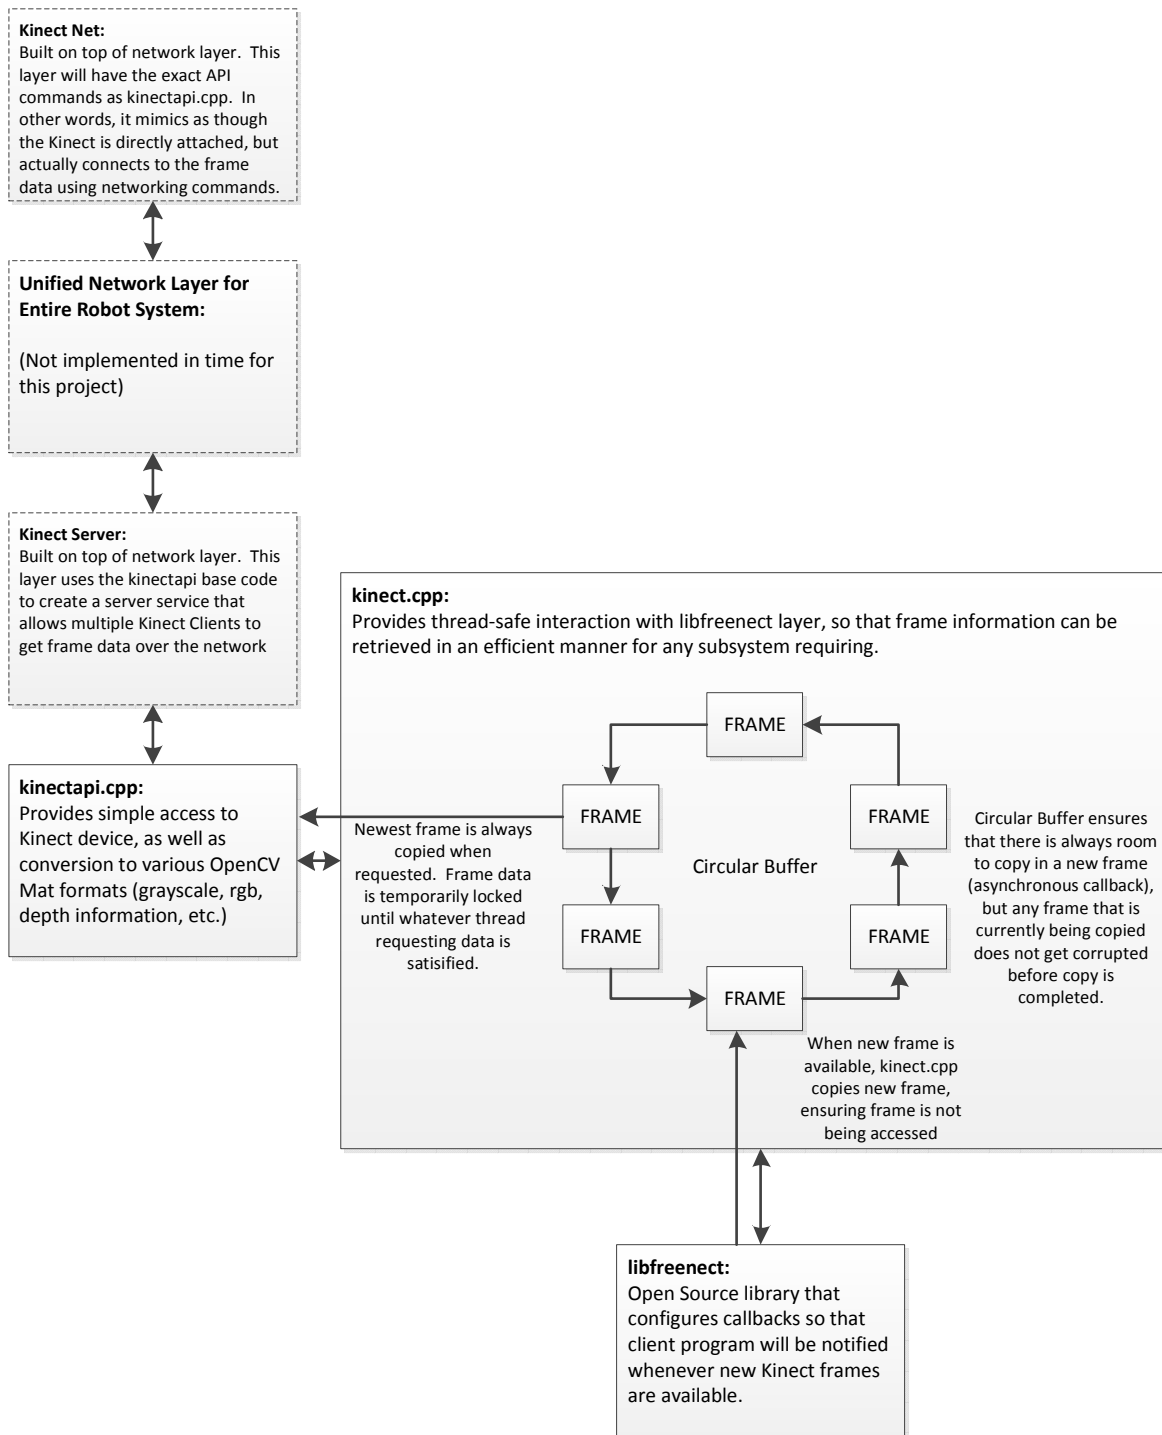 Kinect Net:
Built on top of network layer.  This
layer will have the exact API
commands as kinectapi.cpp.  In
other words, it mimics as though
the Kinect is directly attached, but
actually connects to the frame
data using networking commands.
Unified Network Layer for
Entire Robot System:
(Not implemented in time for
this project)
Kinect Server:
Built on top of network layer.  This
layer uses the kinectapi base code
to create a server service that
allows multiple Kinect Clients to
get frame data over the network
kinectapi.cpp:
Provides simple access to
Kinect device, as well as
conversion to various OpenCV
Mat formats (grayscale, rgb,
depth information, etc.)
kinect.cpp:
Provides thread-safe interaction with libfreenect layer, so that frame information can be
retrieved in an efficient manner for any subsystem requiring.
FRAME
FRAME
FRAME
Newest frame is always
copied when
requested.  Frame data
is temporarily locked
until whatever thread
requesting data is
satisified.
Circular Buffer
Circular Buffer ensures
that there is always room
to copy in a new frame
(asynchronous callback),
but any frame that is
currently being copied
does not get corrupted
before copy is
completed.
FRAME
FRAME
FRAME
When new frame is
available, kinect.cpp
copies new frame,
ensuring frame is not
being accessed
libfreenect:
Open Source library that
configures callbacks so that
client program will be notified
whenever new Kinect frames
are available.